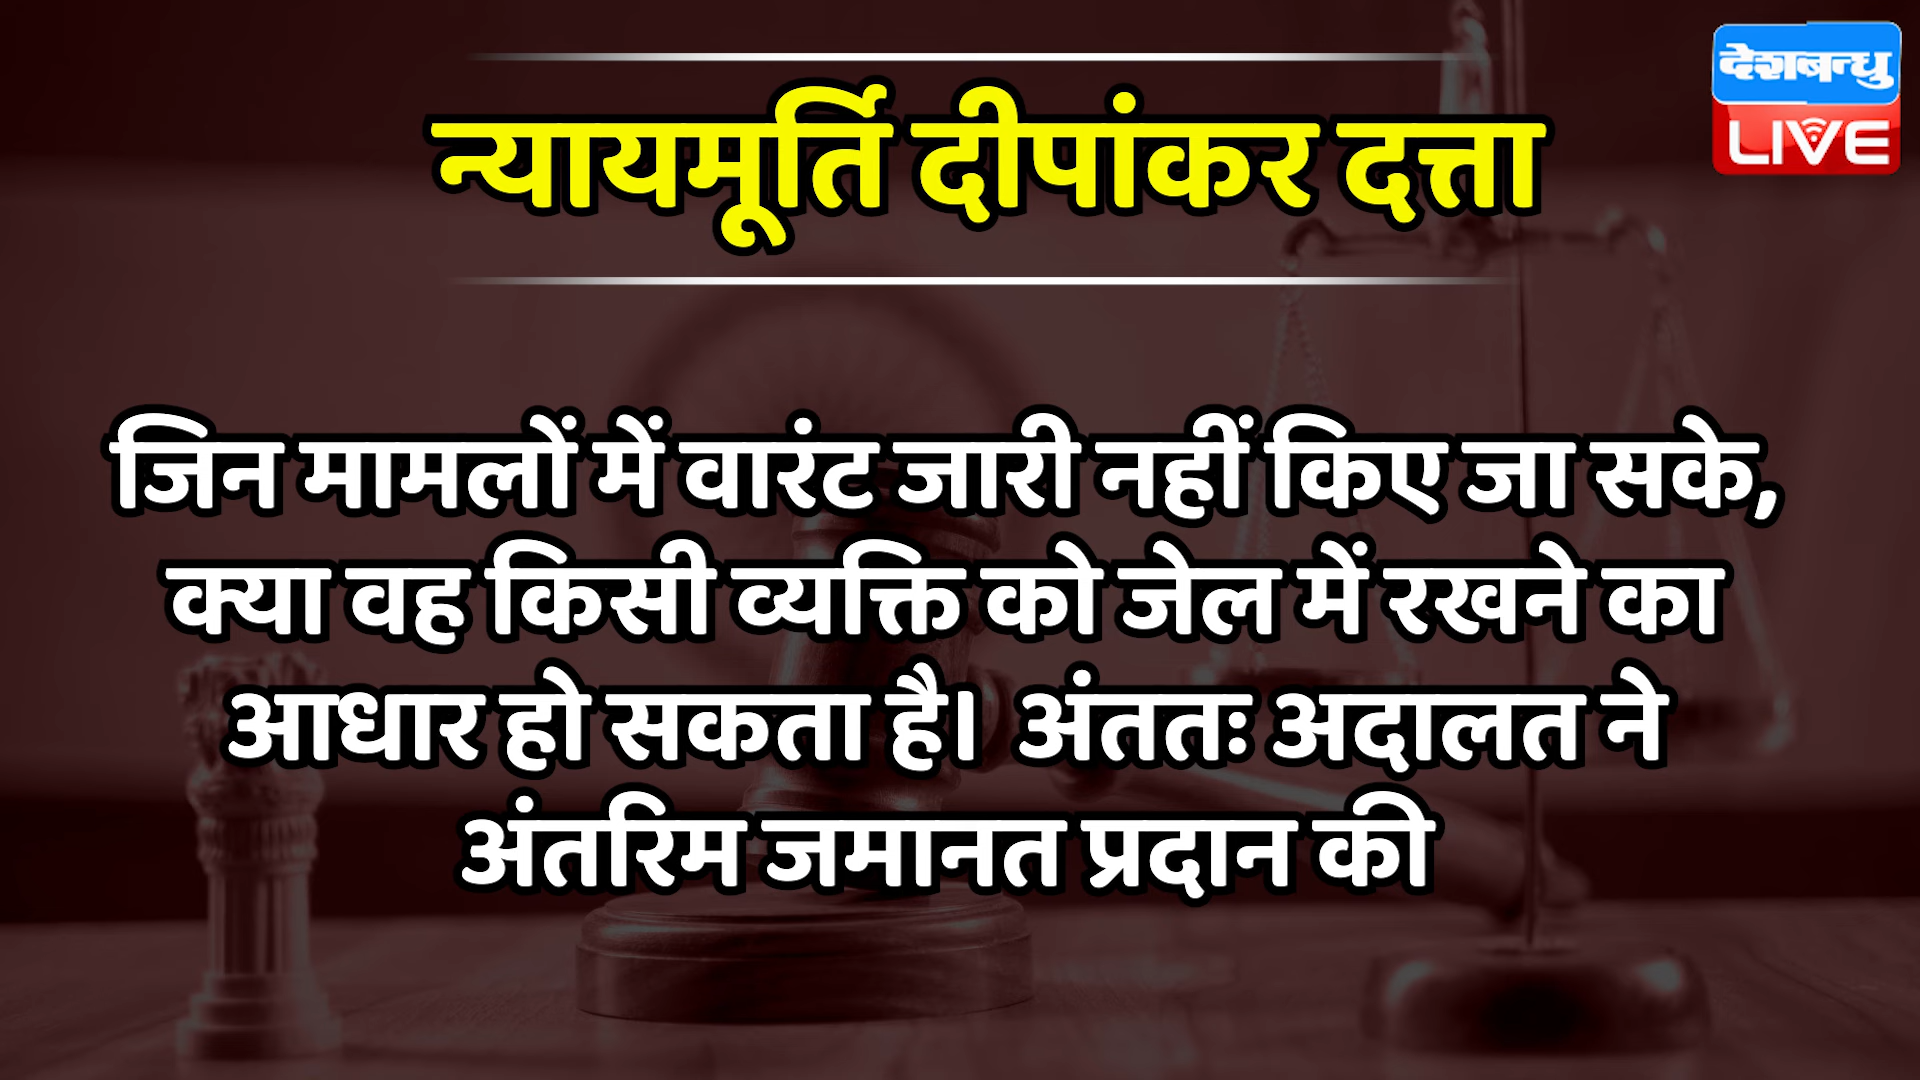 देशबन्धु
LIVE
न्यायमूर्ति दीपांकर दत्ता
जिन मामलों में वारंट जारी नहीं किए जा सके,
क्या वह किसी व्यक्ति को जेल में रखने का
आधार हो सकता है। अंततः अदालत ने
अंतरिम जमानत प्रदान की